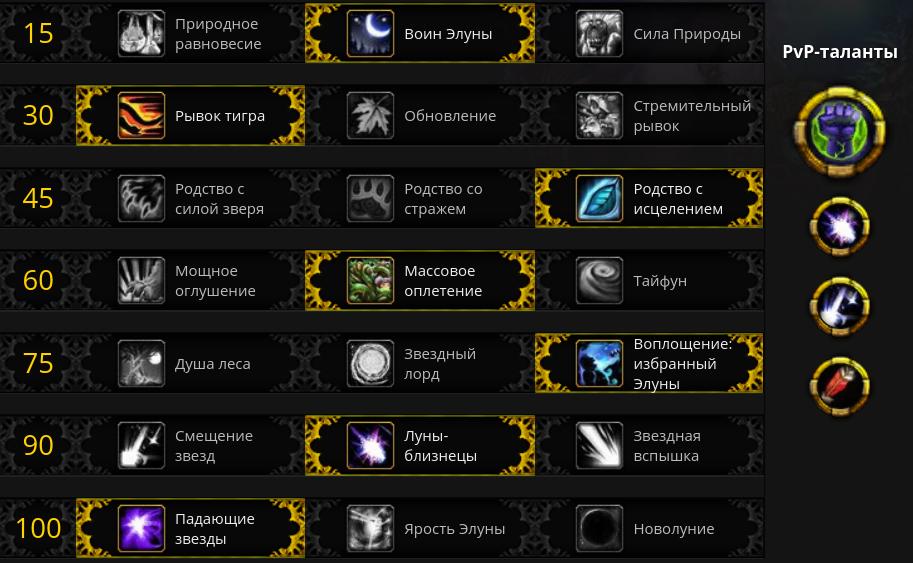 15
Природное
равновесие
Воин Элуны
Сила Природы
PvP-таланты
30
Рывок тигра
Обновление
Стремительный
рывок
45
Родство с
силой зверя
Родство со
стражем
Родство с
исцелением
60
Мощное
оглушение
Массовое
оплетение
Тайфун
75
Душа леса
Звездный
лорд
Воплощение:
избранный
Элуны
90
Смещение
звезд
Луны-
близнецы
Звездная
вспышка
100
Падающие
звезды
Ярость Элуны
Новолуние